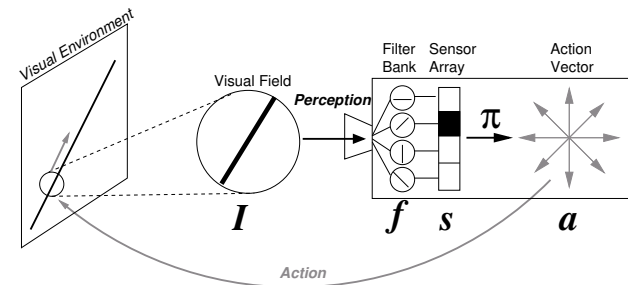 Visual Environment
Visual Field
Perception
Filter
Bank
Sensor
Array
Action
Vector
π
I
f
s
a
Action